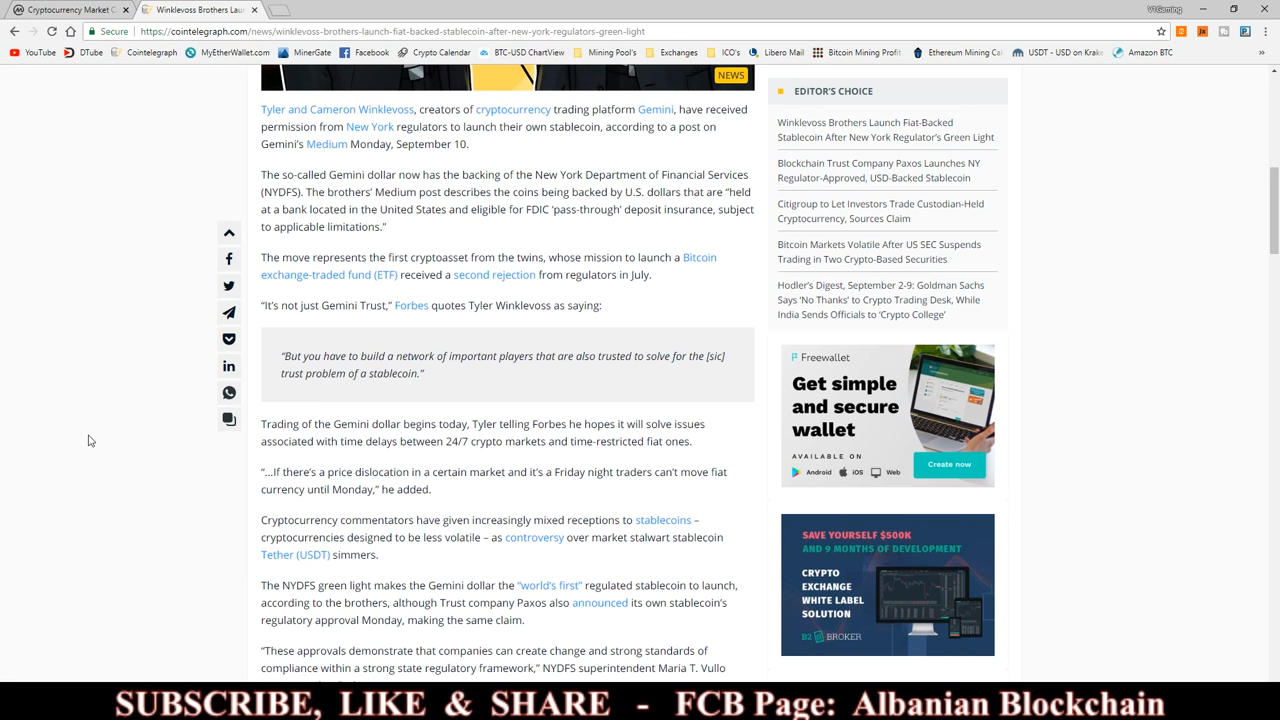 Cryptocurrency Market C
Winklevoss Brothers Lau
V1Gaming
Secure
https://cointelegraph.com/news/winklevoss-brothers-launch-fiat-backed-stablecoin-after-new-york-regulators-green-light
YouTube
DTube
Cointelegraph
MyEtherWallet.com
MinerGate
Facebook
Crypto Calendar
BTC-USD ChartView
Mining Pool's
Exchanges
ICO's
Libero Mail
Bitcoin Mining Profit
Ethereum Mining Ca
USDT - USD on Krake
Amazon BTC
NEWS
Tyler and Cameron Winklevoss, creators of cryptocurrency trading platform Gemini, have received
permission from New York regulators to launch their own stablecoin, according to a post on
Gemini's Medium Monday, September 10.
The so-called Gemini dollar now has the backing of the New York Department of Financial Services
(NYDFS). The brothers' Medium post describes the coins being backed by U.S. dollars that are “held
at a bank located in the United States and eligible for FDIC ‘pass-through’ deposit insurance, subject
to applicable limitations.”
The move represents the first cryptoasset from the twins, whose mission to launch a Bitcoin
exchange-traded fund (ETF) received a second rejection from regulators in July.
“It’s not just Gemini Trust,” Forbes quotes Tyler Winklevoss as saying:
“But you have to build a network of important players that are also trusted to solve for the [sic]
trust problem of a stablecoin.”
Trading of the Gemini dollar begins today, Tyler telling Forbes he hopes it will solve issues
associated with time delays between 24/7 crypto markets and time-restricted fiat ones.
“...If there’s a price dislocation in a certain market and it’s a Friday night traders can’t move fiat
currency until Monday,” he added.
Cryptocurrency commentators have given increasingly mixed receptions to stablecoins –
cryptocurrencies designed to be less volatile – as controversy over market stalwart stablecoin
Tether (USDT) simmers.
The NYDFS green light makes the Gemini dollar the “world’s first” regulated stablecoin to launch,
according to the brothers, although Trust company Paxos also announced its own stablecoin’s
regulatory approval Monday, making the same claim.
“These approvals demonstrate that companies can create change and strong standards of
compliance within a strong state regulatory framework,” NYDFS superintendent Maria T. Vullo
EDITOR'S CHOICE
Winklevoss Brothers Launch Fiat-Backed
Stablecoin After New York Regulator’s Green Light
Blockchain Trust Company Paxos Launches NY
Regulator-Approved, USD-Backed Stablecoin
Citigroup to Let Investors Trade Custodian-Held
Cryptocurrency, Sources Claim
Bitcoin Markets Volatile After US SEC Suspends
Trading in Two Crypto-Based Securities
Hodler’s Digest, September 2-9: Goldman Sachs
Says ‘No Thanks’ to Crypto Trading Desk, While
India Sends Officials to ‘Crypto College’
Freewallet
Get simple
and secure
wallet
AVAILABLE ON
Android iOS Web
Create now
SAVE YOURSELF $500K
AND 9 MONTHS OF DEVELOPMENT
CRYPTO
EXCHANGE
WHITE LABEL
SOLUTION
B2 BROKER
SUBSCRIBE, LIKE & SHARE - FCB Page: Albanian Blockchain